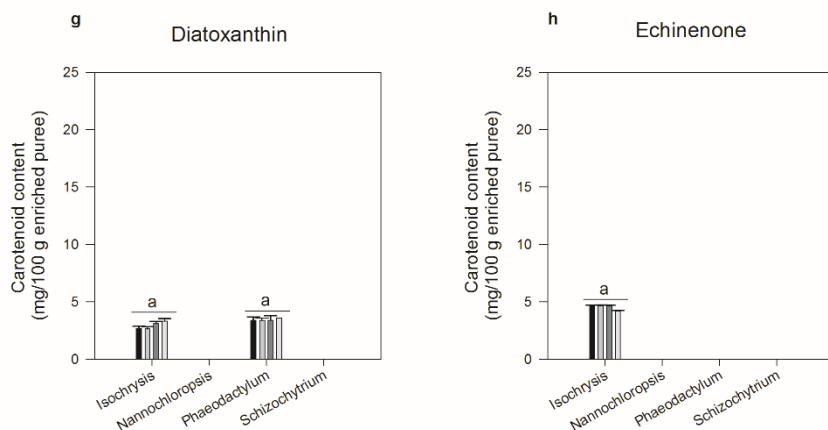 g
Diatoxanthin
Carotenoid content
(mg/100 g enriched puree)
25
20
15
10
5
0
a
a
Isochrysis
Nannochloropsis
Phaeodactylum
Schizochytrium
h
Echinenone
Carotenoid content
(mg/100 g enriched puree)
25
20
15
10
5
0
a
Isochrysis
Nannochloropsis
Phaeodactylum
Schizochytrium